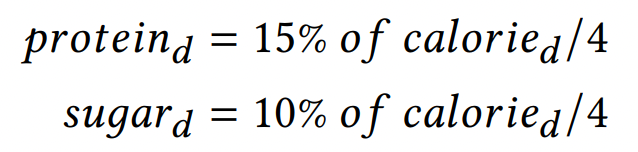 protein_d = 15% of calorie_d/4
sugar_d = 10% of calorie_d/4